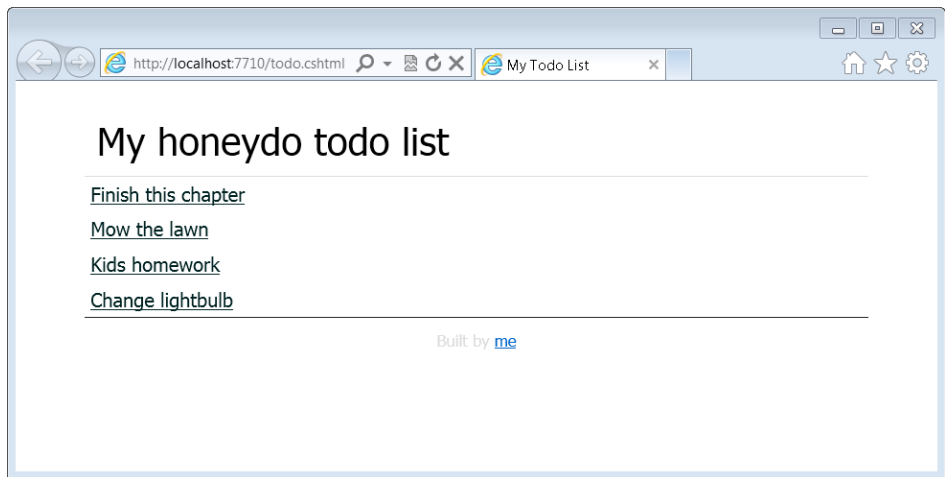 http://localhost:7710/todo.cshtml
My Todo List
My honeydo todo list
Finish this chapter
Mow the lawn
Kids homework
Change lightbulb
Built by me